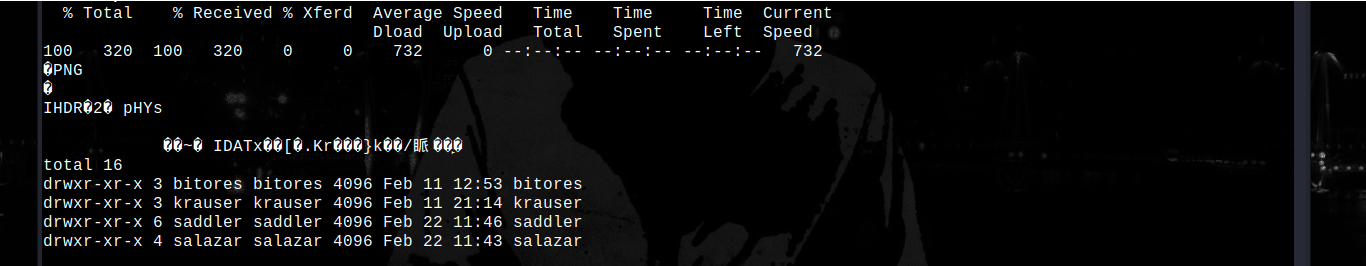 % Total % Received % Xferd Average Speed Time Time Time Current
Dload Upload Total Spent Left Speed
100 320 100 320 0 0 732 0 --:--:-- --:--:-- --:--:-- 732
�PNG
�
IHDR�2� pHYs
��~� IDATx��[�.Kr���}k��/脈���
total 16
drwxr-xr-x 3 bitores bitores 4096 Feb 11 12:53 bitores
drwxr-xr-x 3 krauser krauser 4096 Feb 11 21:14 krauser
drwxr-xr-x 6 saddler saddler 4096 Feb 22 11:46 saddler
drwxr-xr-x 4 salazar salazar 4096 Feb 22 11:43 salazar